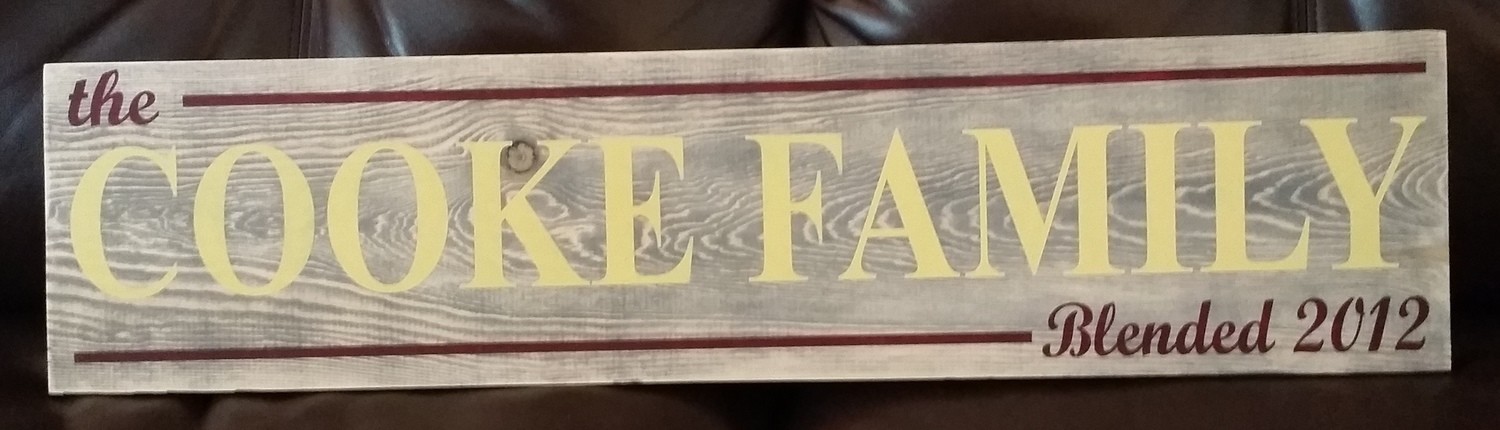 the
COOKE FAMILY
Blended 2012